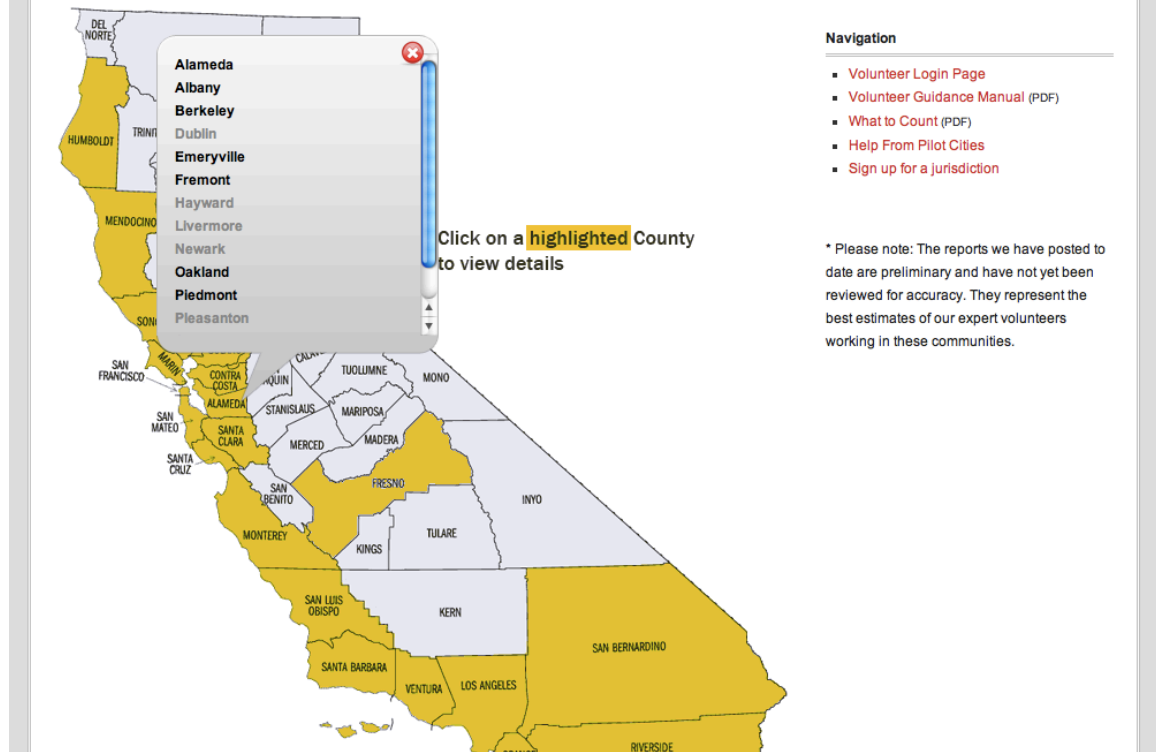 DEL
NORTE
HUMBOLDT
MENDOCINO
Alameda
Albany
Berkeley
Dublin
Emeryville
Fremont
Hayward
Livermore
Newark
Oakland
Piedmont
Pleasanton
Click on a highlighted County
to view details
MARIN
SAN
FRANCISCO
CONTRA
COSTA
ALAMEDA
SAN
MATEO
SANTA
CLARA
SANTA
CRUZ
TUOLUMNE
MONO
STANISLAUS
MARIPOSA
MERCED
MADERA
SAN
BENITO
FRESNO
INYO
MONTEREY
KINGS
TULARE
SAN LUIS
OBISPO
KERN
SAN BERNARDINO
SANTA BARBARA
VENTURA
LOS ANGELES
RIVERSIDE
Navigation
Volunteer Login Page
Volunteer Guidance Manual (PDF)
What to Count (PDF)
Help From Pilot Cities
Sign up for a jurisdiction
* Please note: The reports we have posted to
date are preliminary and have not yet been
reviewed for accuracy. They represent the
best estimates of our expert volunteers
working in these communities.